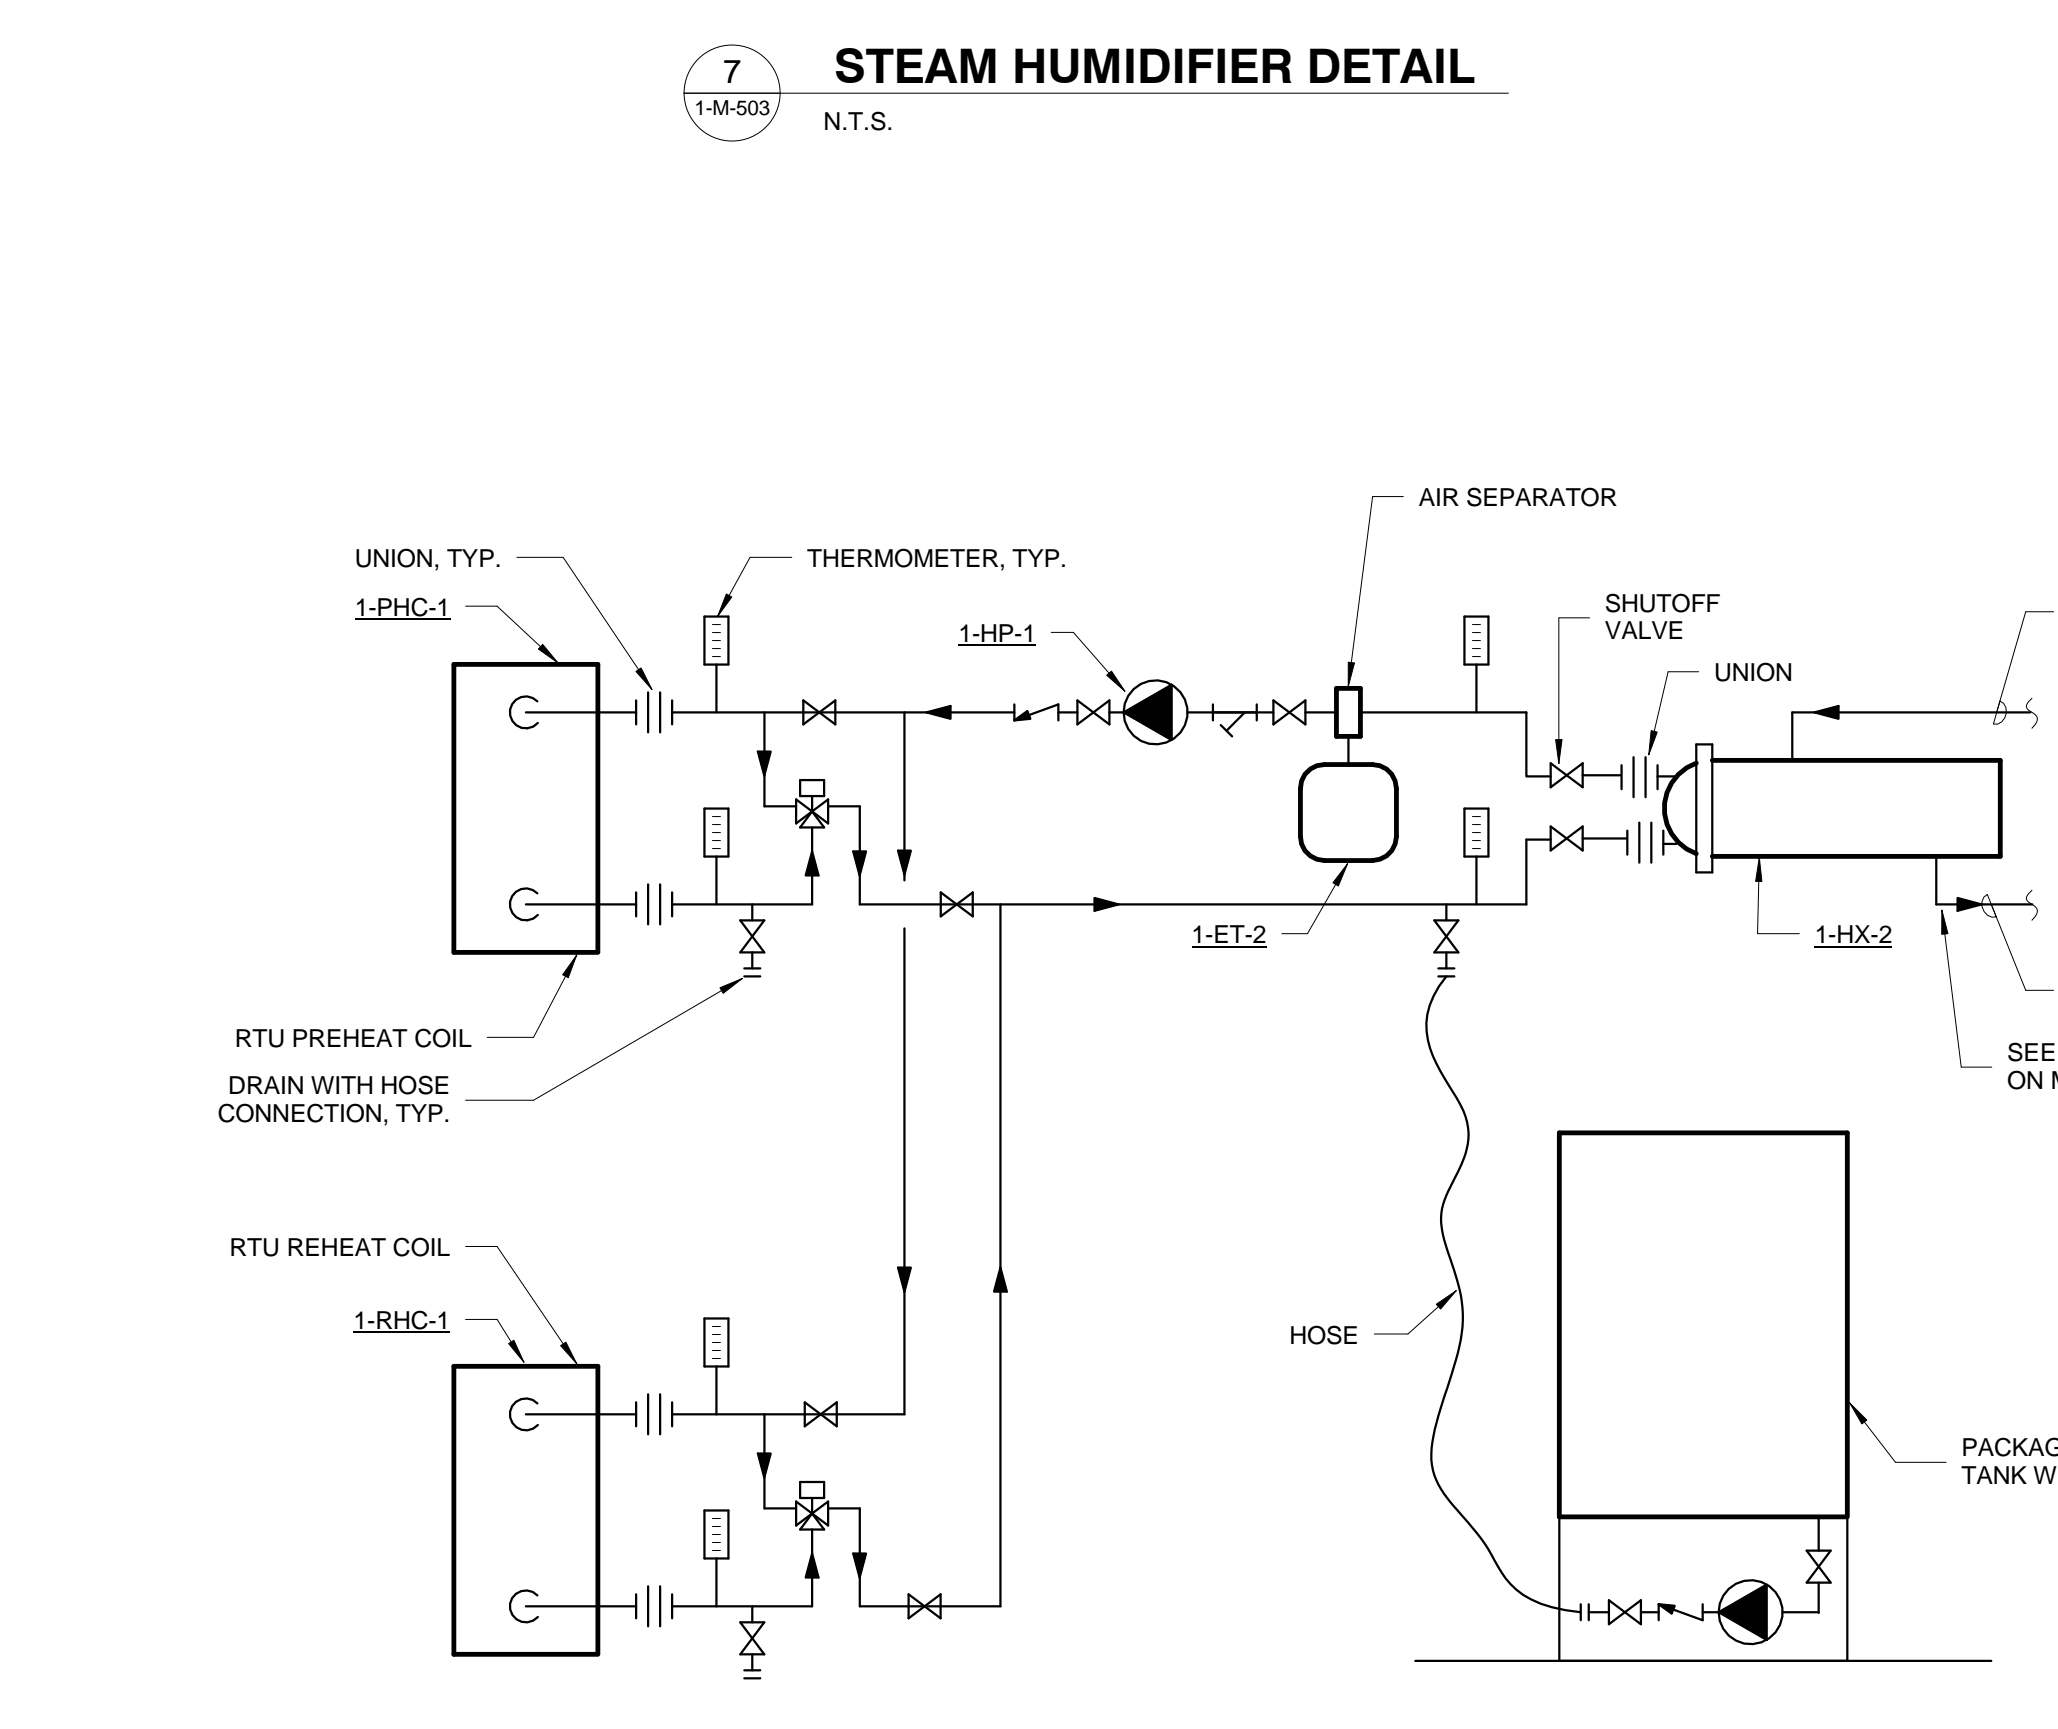 7
1-M-503
STEAM HUMIDIFIER DETAIL
N.T.S.
AIR SEPARATOR
UNION, TYP.
THERMOMETER, TYP.
1-PHC-1
1-HP-1
SHUTOFF
VALVE
UNION
1-ET-2
1-HX-2
RTU PREHEAT COIL
DRAIN WITH HOSE
CONNECTION, TYP.
SEE
ON
RTU REHEAT COIL
1-RHC-1
HOSE
TANK